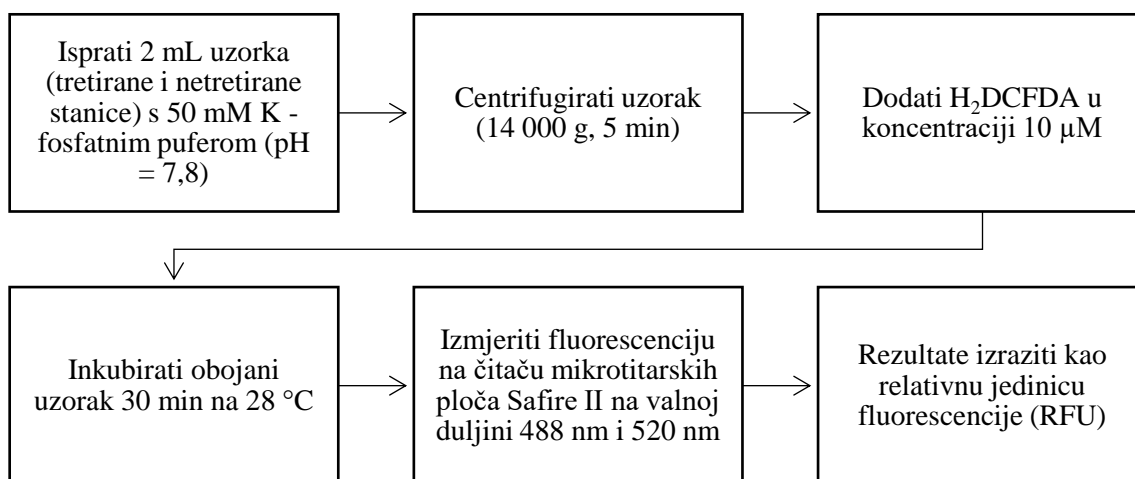 Isprati 2 mL uzorka
(tretirane i netretirane
stanice) s 50 mM K -
fosfatnim puferom (pH
= 7,8)
Centrifugirati uzorak
(14 000 g, 5 min)
Dodati H₂DCFDA u
koncentraciji 10 µM
Inkubirati obojani
uzorak 30 min na 28 °C
Izmjeriti fluorescenciju
na čitaču mikrotitarskih
ploča Safire II na valnoj
duljini 488 nm i 520 nm
Rezultate izraziti kao
relativnu jedinicu
fluorescencije (RFU)